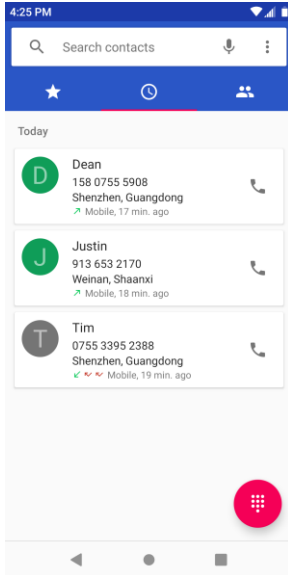 4:25 PM
Search contacts
Today
D
Dean
158 0755 5908
Shenzhen, Guangdong
Mobile, 17 min. ago
J
Justin
913 653 2170
Weinan, Shaanxi
Mobile, 18 min. ago
T
Tim
0755 3395 2388
Shenzhen, Guangdong
Mobile, 19 min. ago